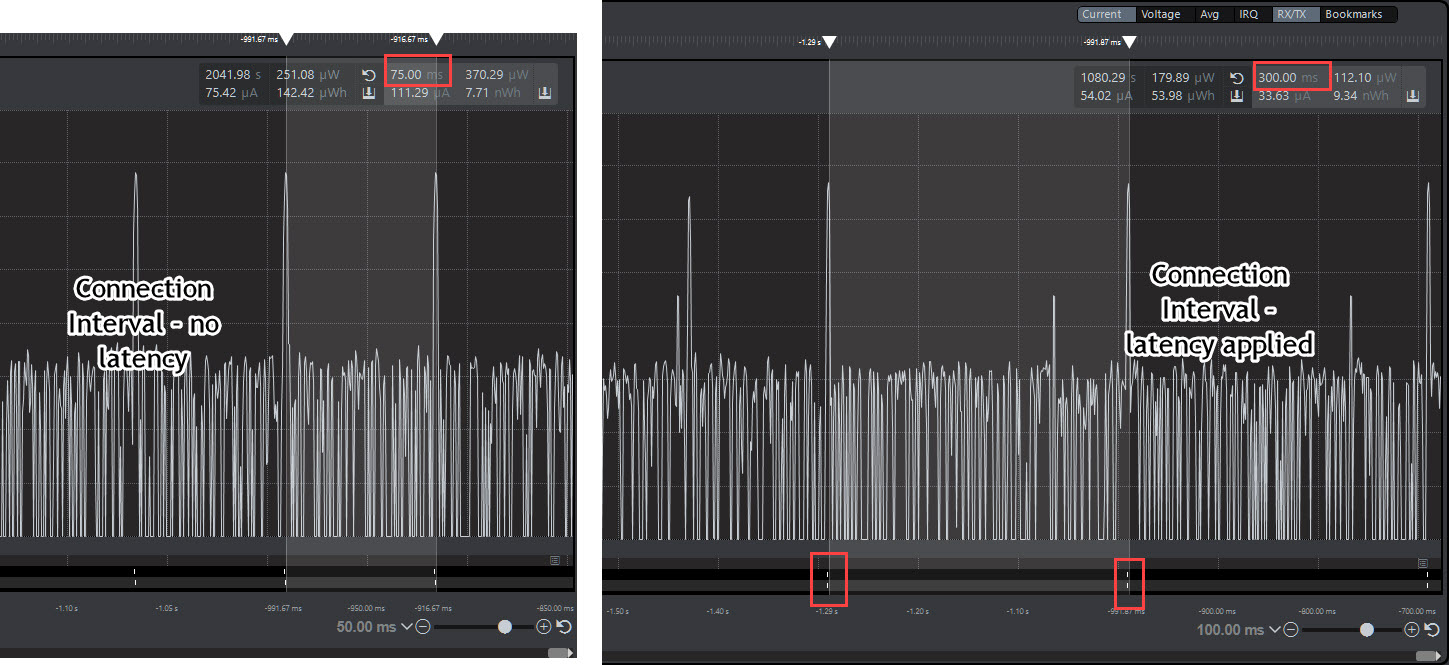 Current Voltage Avg IRQ RX/TX Bookmarks
-991.67 ms -916.67 ms
2041.98 s 251.08 µW 75.00 ms 370.29 µW
75.42 µA 142.42 µWh 111.29 µA 7.71 nWh
Connection
Interval - no
latency
-1.10 s -1.05 s -991.67 ms -950.00 ms -916.67 ms -850.00 ms
50.00 ms
-1.29 s -991.87 ms
1080.29 s 179.89 µW 300.00 ms 112.10 µW
54.02 µA 53.98 µWh 33.63 µA 9.34 nWh
Connection
Interval -
latency applied
-1.50 s -1.40 s -1.29 s -1.20 s -1.10 s -991.87 ms -900.00 ms -800.00 ms -700.00 ms
100.00 ms